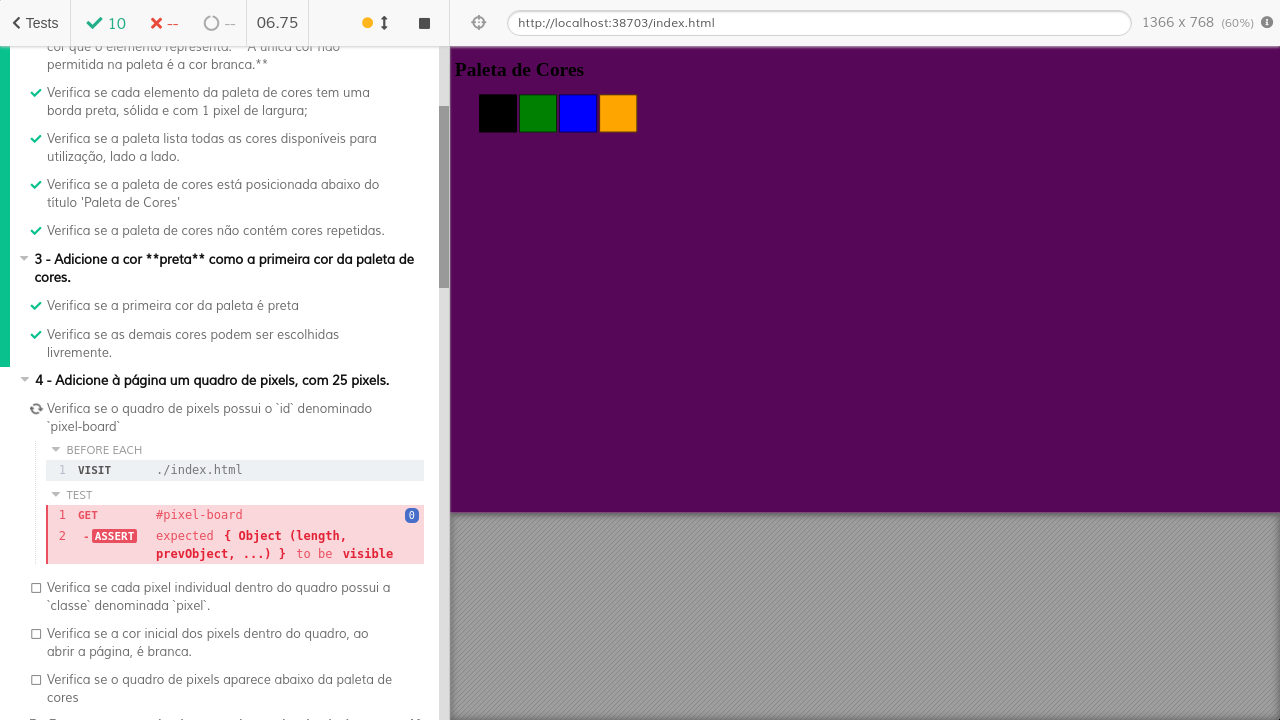 Tests 10 -- -- 06.75 http://localhost:38703/index.html 1366 x 768 (60%)
cor que o elemento representa. **A única cor não
permitida na paleta é a cor branca.**
Verifica se cada elemento da paleta de cores tem uma
borda preta, sólida e com 1 pixel de largura;
Verifica se a paleta lista todas as cores disponíveis para
utilização, lado a lado.
Verifica se a paleta de cores está posicionada abaixo do
título 'Paleta de Cores'
Verifica se a paleta de cores não contém cores repetidas.
3 - Adicione a cor **preta** como a primeira cor da paleta de
cores.
Verifica se a primeira cor da paleta é preta
Verifica se as demais cores podem ser escolhidas
livremente.
4 - Adicione à página um quadro de pixels, com 25 pixels.
Verifica se o quadro de pixels possui o `id` denominado
`pixel-board`
BEFORE EACH
1 VISIT ./index.html
TEST
1 GET #pixel-board 0
2 -ASSERT expected { Object (length,
prevObject, ...) } to be visible
Verifica se cada pixel individual dentro do quadro possui a
`classe` denominada `pixel`.
Verifica se a cor inicial dos pixels dentro do quadro, ao
abrir a página, é branca.
Verifica se o quadro de pixels aparece abaixo da paleta de
cores
Paleta de Cores